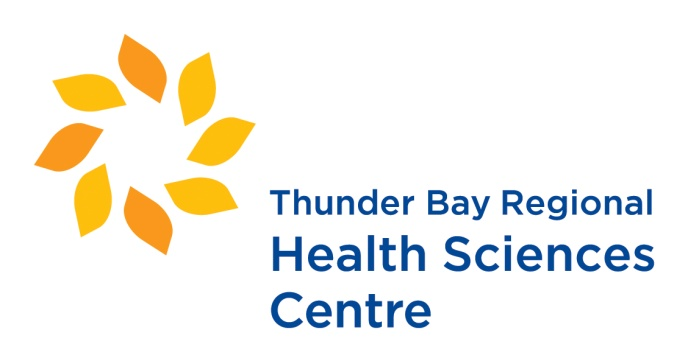 Thunder Bay Regional
Health Sciences
Centre